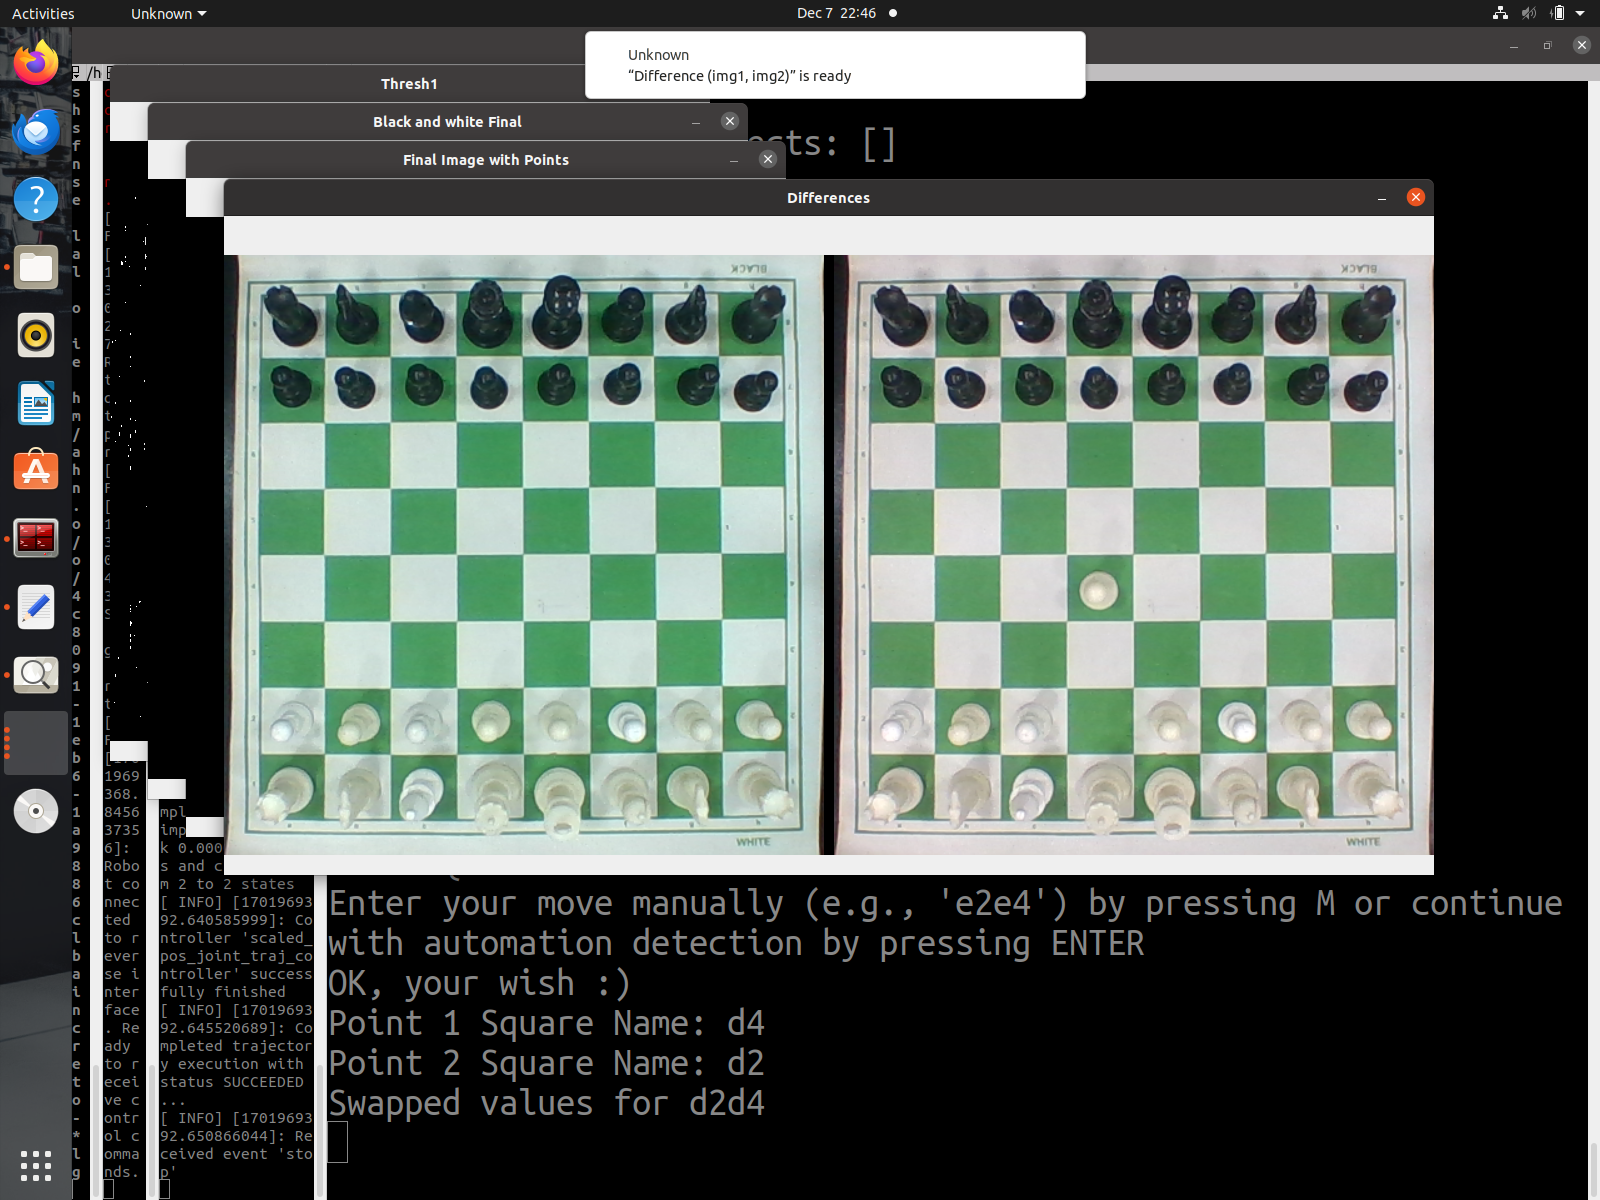 Activities
Unknown
Dec 7 22:46
Unknown
“Difference (img1, img2)” is ready
/h
Thresh1
Black and white Final
ects: []
Final Image with Points
Differences
BLACK
BLACK
WHITE
WHITE
1969
368.
8456
3735
6]:
Robo
t co
nnec
ted
to r
ever
se i
nter
face
. Re
ady
to r
ecei
ve c
ontr
ol c
omma
nds.
mpl
imp
k 0.000
s and c
m 2 to 2 states
[ INFO] [17019693
92.640585999]: Co
ntroller 'scaled_
pos_joint_traj_co
ntroller' success
fully finished
[ INFO] [17019693
92.645520689]: Co
mpleted trajector
y execution with
status SUCCEEDED
...
[ INFO] [17019693
92.650866044]: Re
ceived event 'sto
p'
Enter your move manually (e.g., 'e2e4') by pressing M or continue
with automation detection by pressing ENTER
OK, your wish :)
Point 1 Square Name: d4
Point 2 Square Name: d2
Swapped values for d2d4